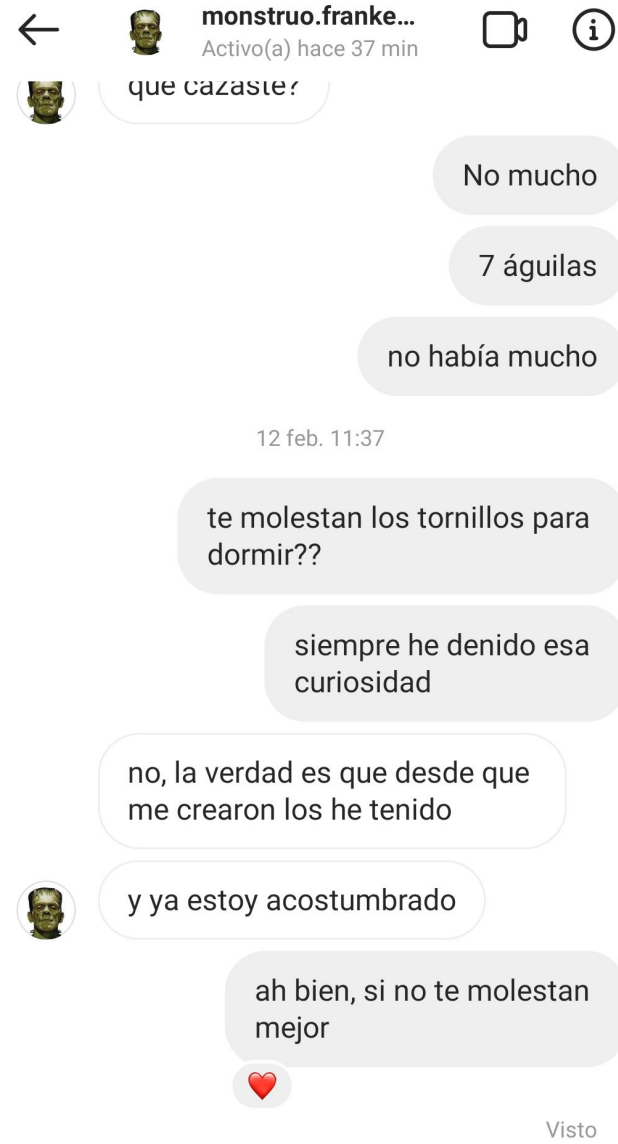 monstruo.franke...
Activo(a) hace 37 min
que cazaste?
No mucho
7 águilas
no había mucho
12 feb. 11:37
te molestan los tornillos para
dormir??
siempre he denido esa
curiosidad
no, la verdad es que desde que
me crearon los he tenido
y ya estoy acostumbrado
ah bien, si no te molestan
mejor
Visto